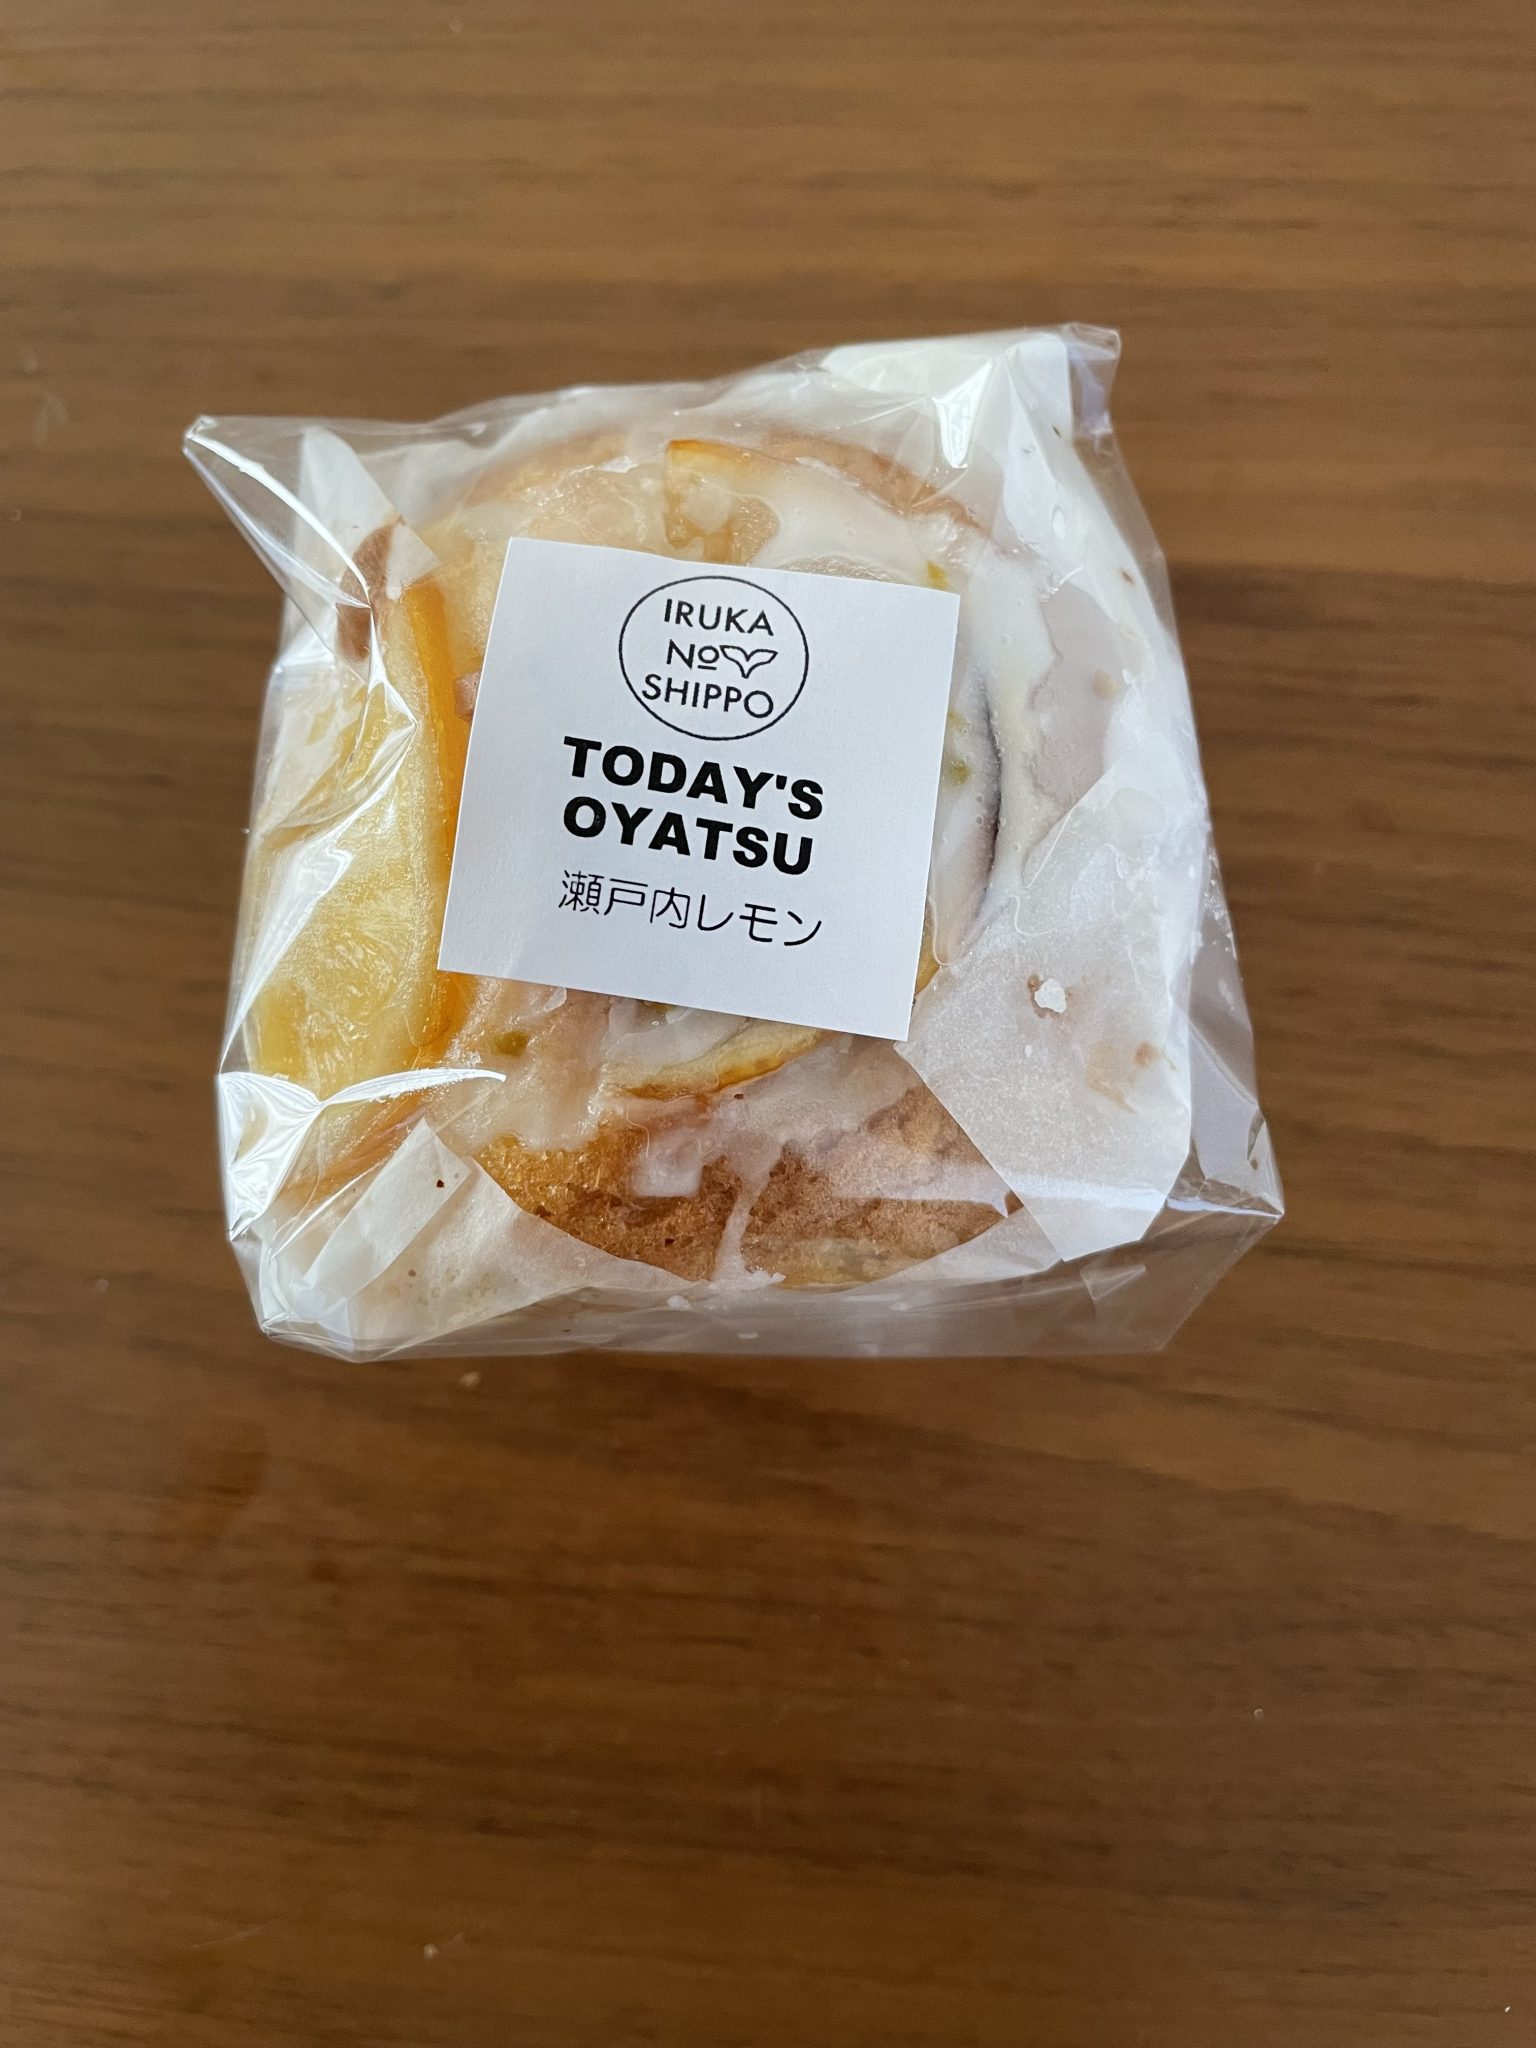 IRUKA
No
SHIPPO
TODAY'S
OYATSU
瀬戸内レモン